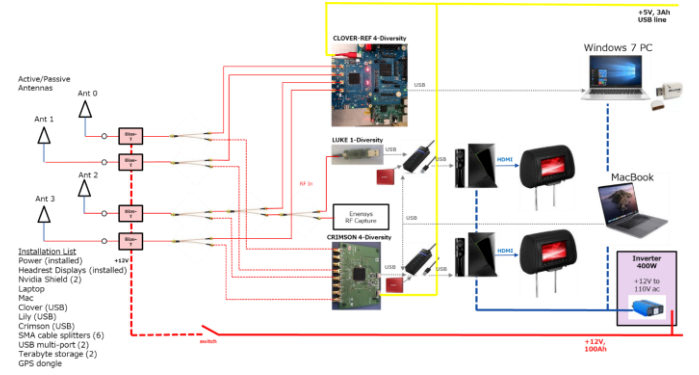 +5V, 3Ah
USB line
CLOVER-REF 4-Diversity
Windows 7 PC
Active/Passive
Antennas
Ant 0
Ant 1
USB
Bias-
T
LUKE 1-Diversity
USB
USB
HDMI
Ant 2
RF In
MacBook
Ant 3
Enensys
RF Capture
USB
CRIMSON 4-Diversity
Installation List
Power (installed)
Headrest Displays (installed)
Nvidia Shield (2)
Laptop
Mac
Clover (USB)
Lily (USB)
Crimson (USB)
SMA cable splitters (6)
USB multi-port (2)
Terabyte storage (2)
GPS dongle
+12V
USB
USB
HDMI
Inverter
400W
+12V to
110V ac
switch
+12V,
100Ah